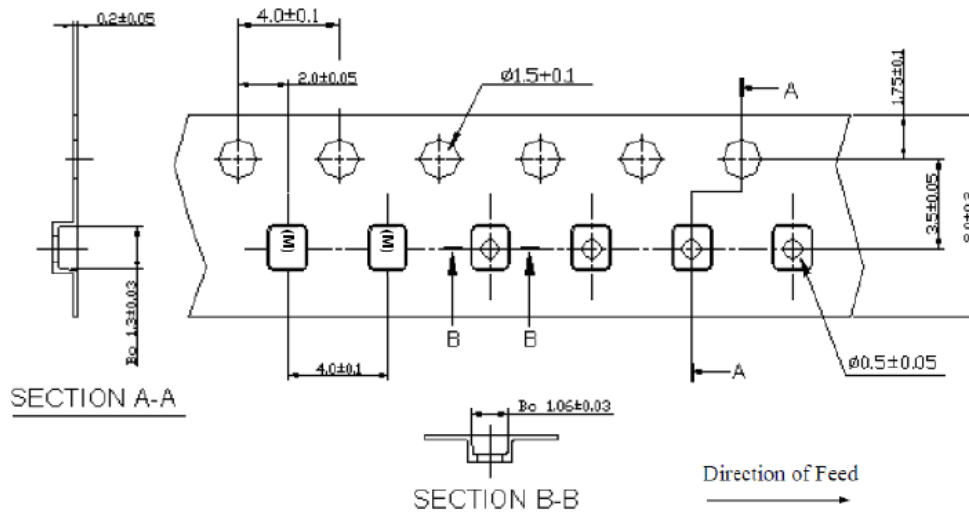 0.2±0.05
4.0±0.1
2.0±0.05
Ø1.5+0.1
A
1.75±0.1
3.5±0.05
(M)
(M)
B
B
A
Bo 1.3±0.03
4.0±0.1
Ø0.5±0.05
SECTION A-A
Bo 1.06±0.03
SECTION B-B
Direction of Feed